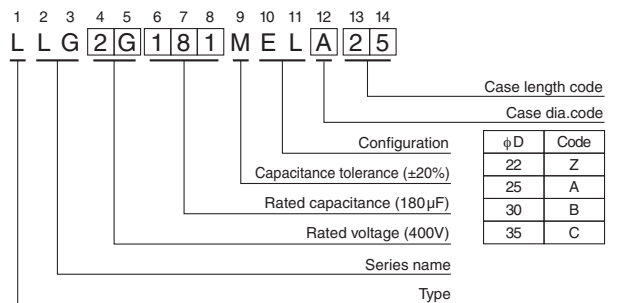 1 2 3 4 5 6 7 8 9 10 11 12 13 14
L L G 2 G 1 8 1 M E L A 2 5
Case length code
Case dia.code
Configuration
Capacitance tolerance (±20%)
Rated capacitance (180µF)
Rated voltage (400V)
Series name
Type
ϕD Code
22 Z
25 A
30 B
35 C